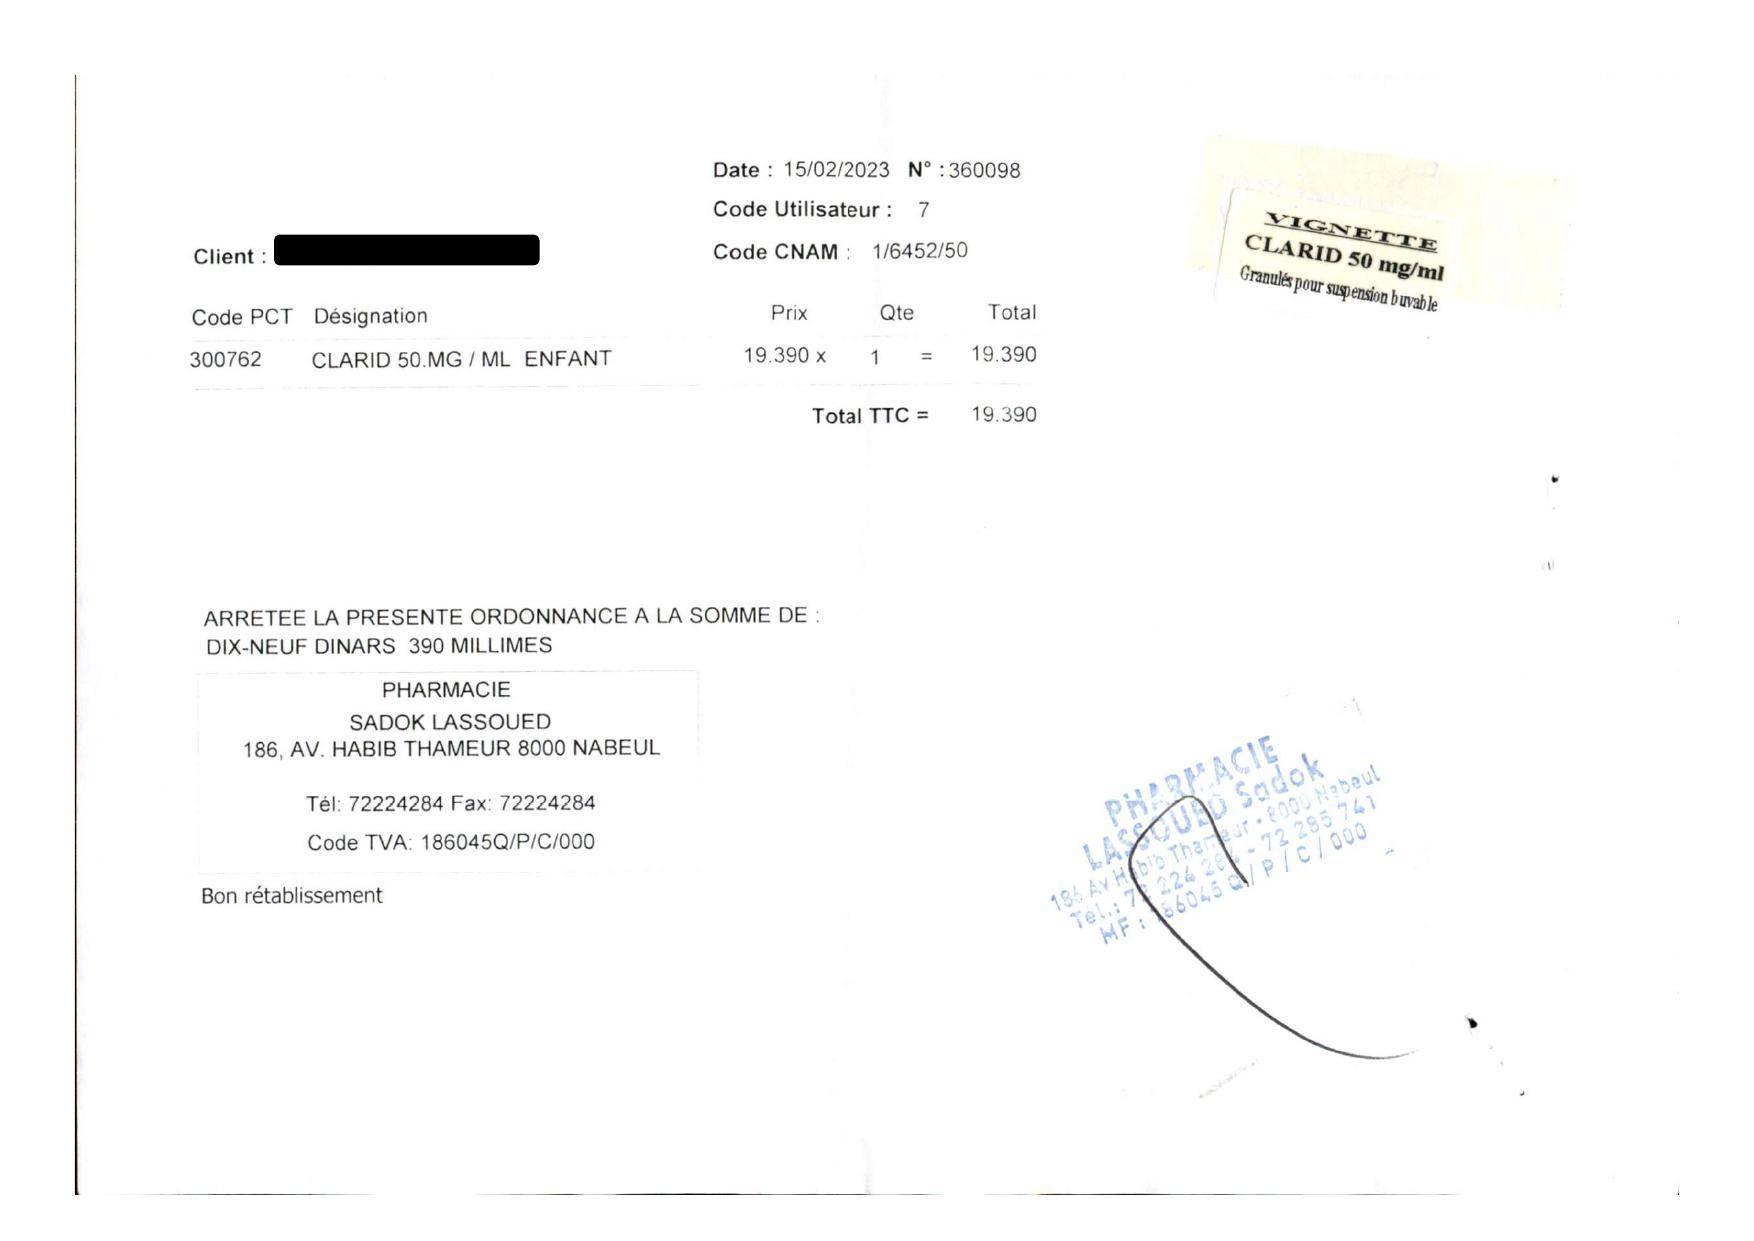 Date : 15/02/2023 N° : 360098
Code Utilisateur : 7
Client :
Code CNAM : 1/6452/50
Code PCT Désignation Prix Qte Total
300762 CLARID 50.MG / ML ENFANT 19.390 x 1 = 19.390
Total TTC = 19.390
VIGNETTE
CLARID 50 mg/ml
Granulés pour suspension buvable
ARRETEE LA PRESENTE ORDONNANCE A LA SOMME DE :
DIX-NEUF DINARS 390 MILLIMES
PHARMACIE
SADOK LASSOUED
186, AV. HABIB THAMEUR 8000 NABEUL
Tél: 72224284 Fax: 72224284
Code TVA: 186045Q/P/C/000
Bon rétablissement
PHARMACIE
LASSOUED Sadok
186 Av Habib Thameur - 8000 Nabeul
Tél.: 72 224 284 - 72 285 741
MF : 186045 Q / P / C / 000